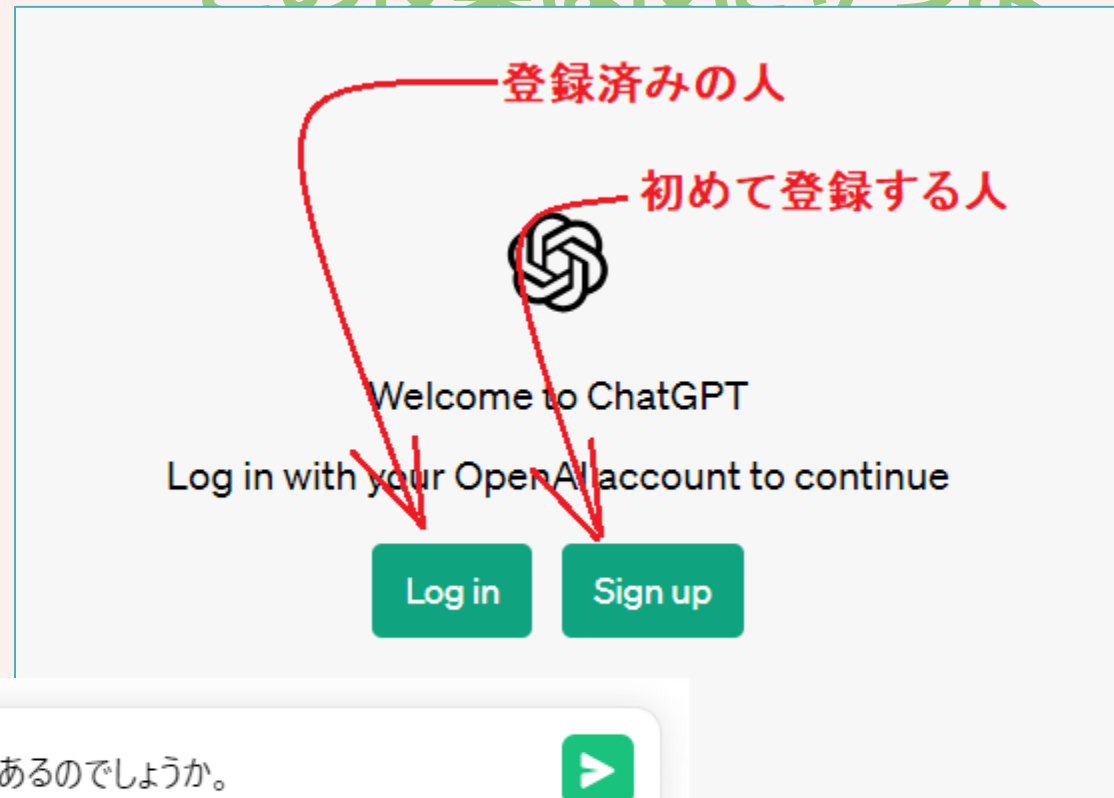 登録済みの人
初めて登録する人
Welcome to ChatGPT
Log in with your OpenAI account to continue
Log in
Sign up
あるのでしょうか。